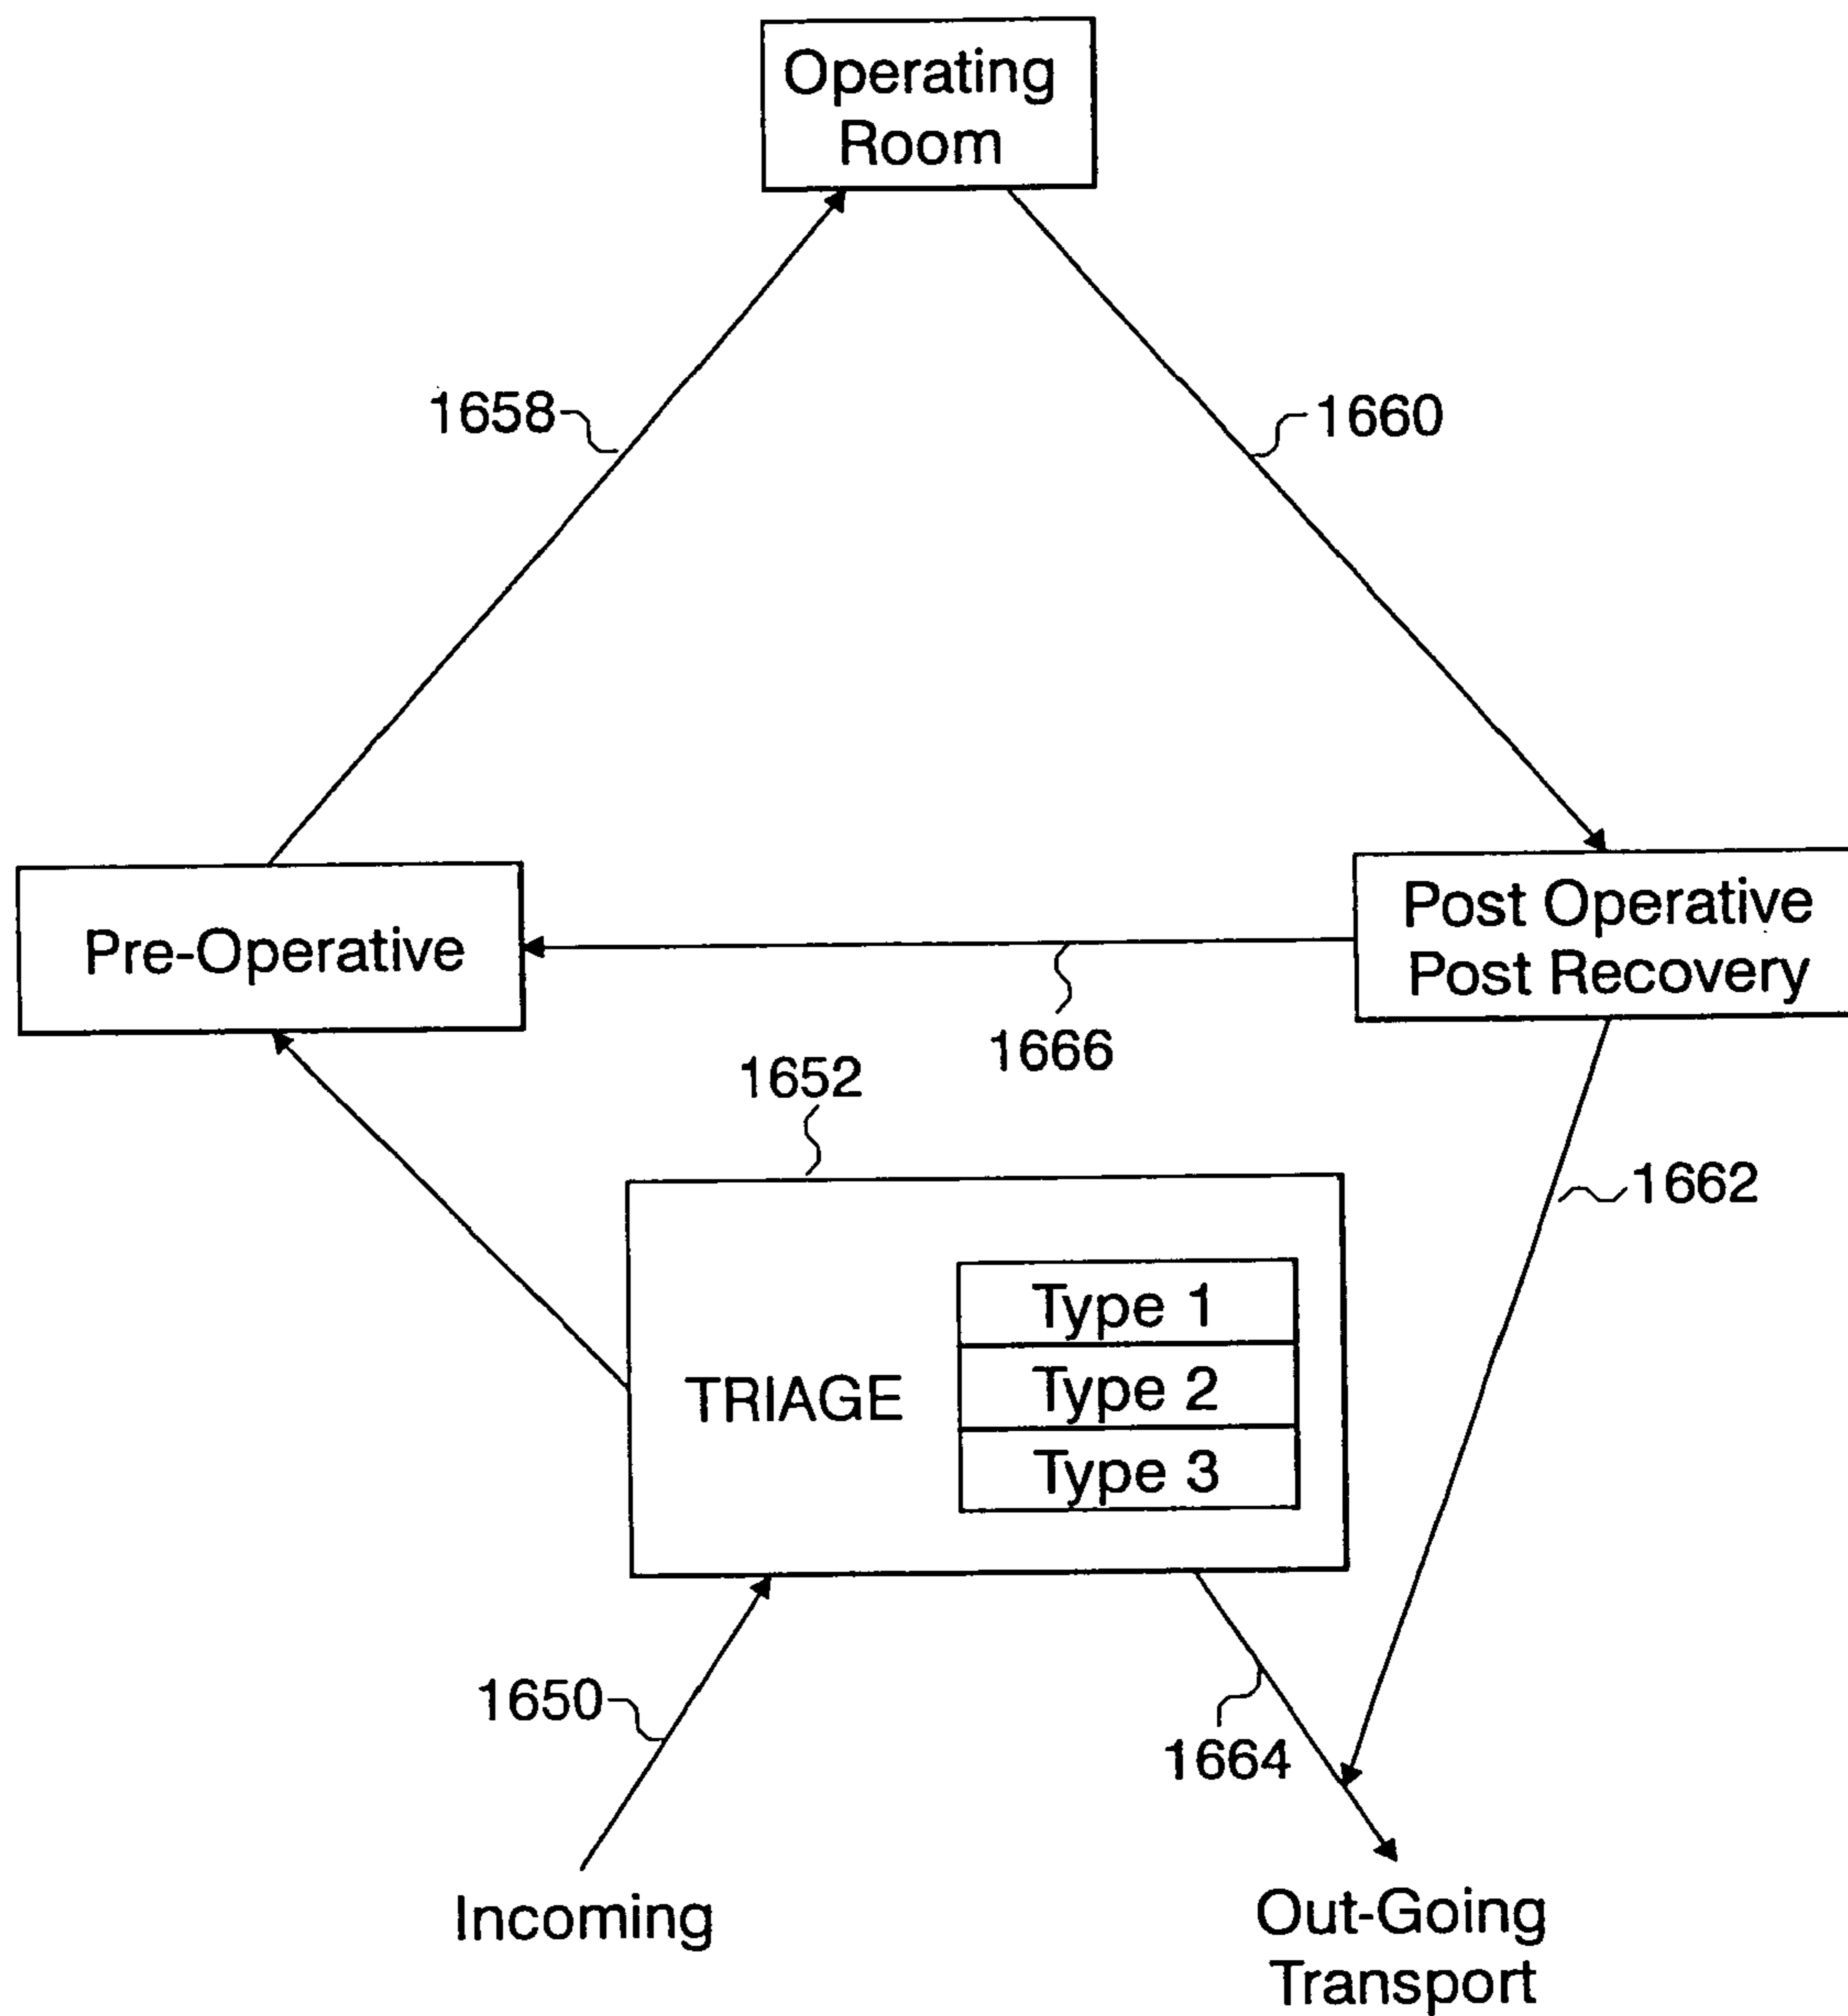 Operating
Room
1658
1660
Pre-Operative
Post Operative
Post Recovery
1666
1652
1662
TRIAGE
Type 1
Type 2
Type 3
1650
1664
Incoming
Out-Going
Transport